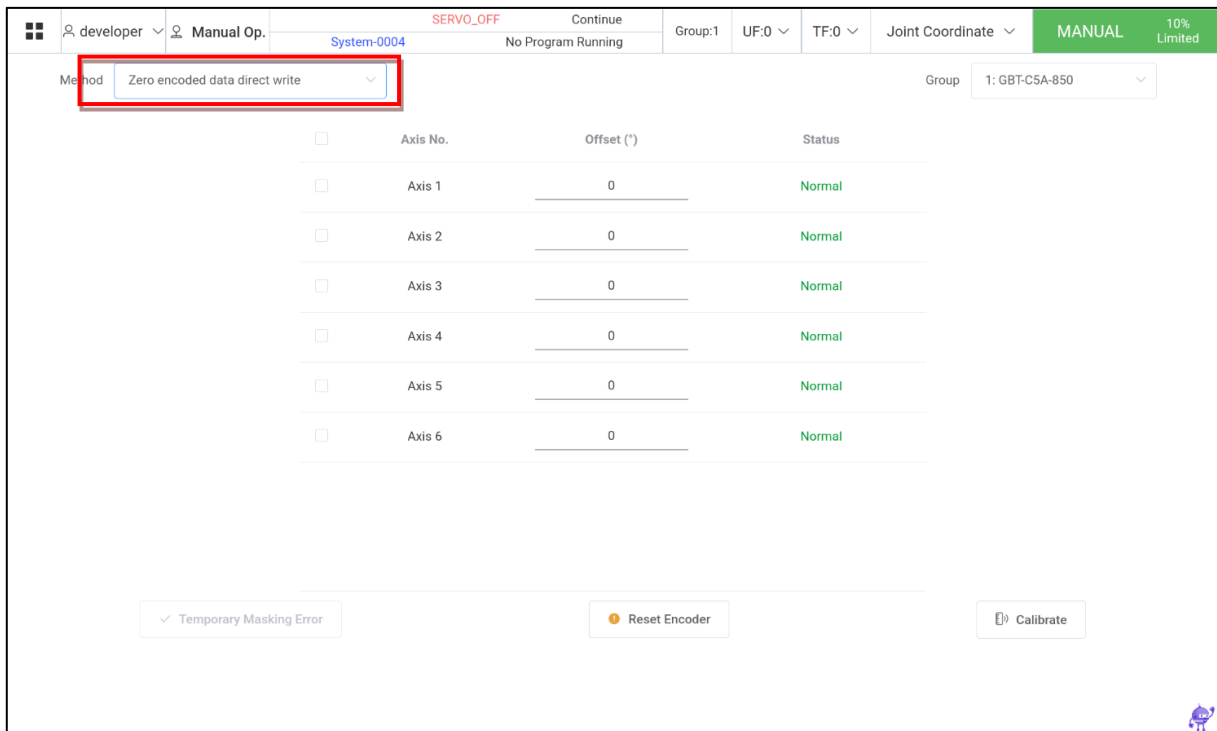 developer
Manual Op.
SERVO_OFF
Continue
System-0004
No Program Running
Group:1
UF:0
TF:0
Joint Coordinate
MANUAL
10%
Limited
Method Zero encoded data direct write
Group 1: GBT-C5A-850
Axis No. Offset (°) Status
Axis 1 0 Normal
Axis 2 0 Normal
Axis 3 0 Normal
Axis 4 0 Normal
Axis 5 0 Normal
Axis 6 0 Normal
Temporary Masking Error
Reset Encoder
Calibrate